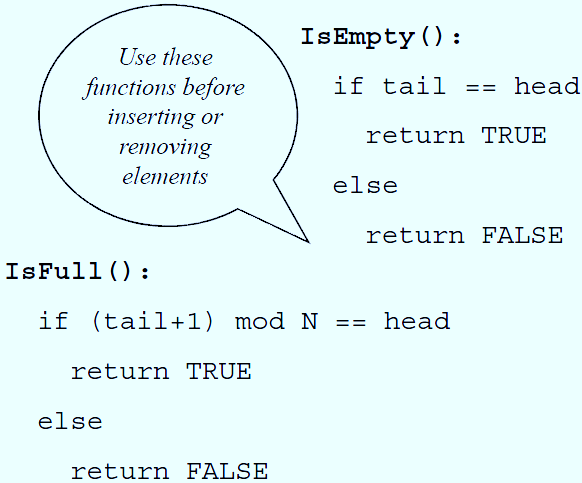 Use these
functions before
inserting or
removing
elements
IsEmpty():
if tail == head
return TRUE
else
return FALSE
IsFull():
if (tail+1) mod N == head
return TRUE
else
return FALSE